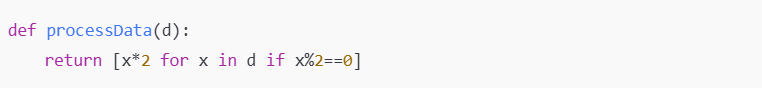 def processData(d):
    return [x*2 for x in d if x%2==0]